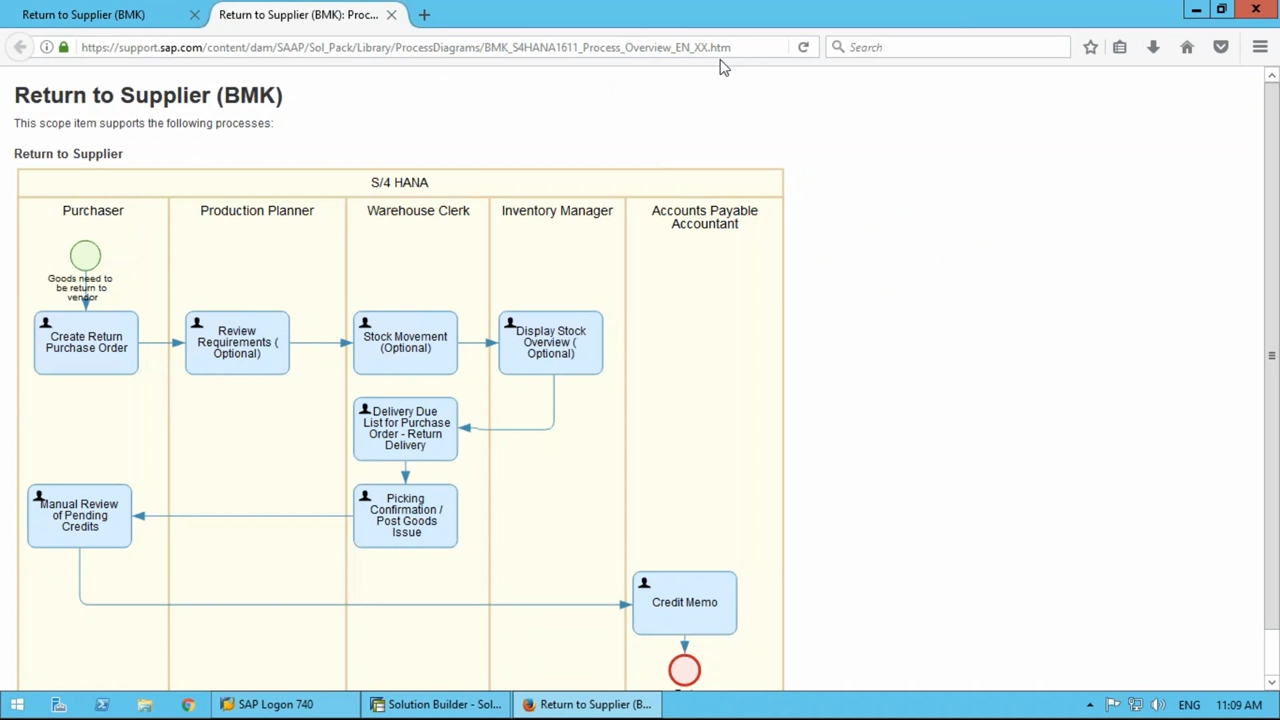 Return to Supplier (BMK)
Return to Supplier (BMK): Proc...
https://support.sap.com/content/dam/SAAP/Sol_Pack/Library/ProcessDiagrams/BMK_S4HANA1611_Process_Overview_EN_XX.htm
Search
Return to Supplier (BMK)
This scope item supports the following processes:
Return to Supplier
S/4 HANA
Purchaser
Production Planner
Warehouse Clerk
Inventory Manager
Accounts Payable
Accountant
Goods need to
be return to
vendor
Create Return
Purchase Order
Review
Requirements (
Optional)
Stock Movement
(Optional)
Display Stock
Overview (
Optional)
Delivery Due
List for Purchase
Order - Return
Delivery
Manual Review
of Pending
Credits
Picking
Confirmation /
Post Goods
Issue
Credit Memo
SAP Logon 740
Solution Builder - Sol...
Return to Supplier (B...
ENG
11:09 AM